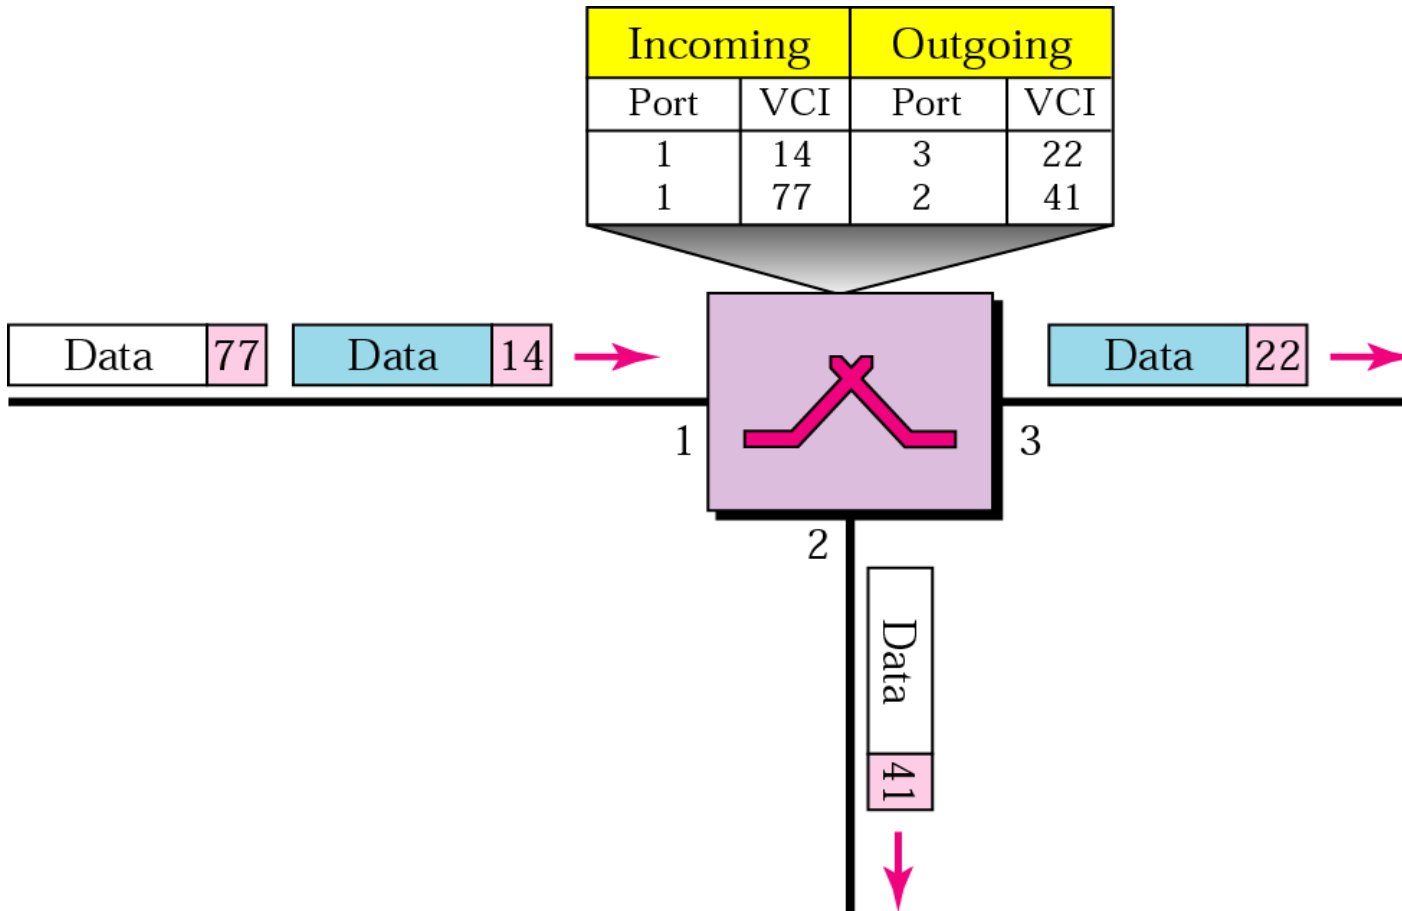 Incoming Outgoing
Port VCI Port VCI
1 14 3 22
1 77 2 41
Data 77 Data 14 Data 22
1 3
2
Data 41